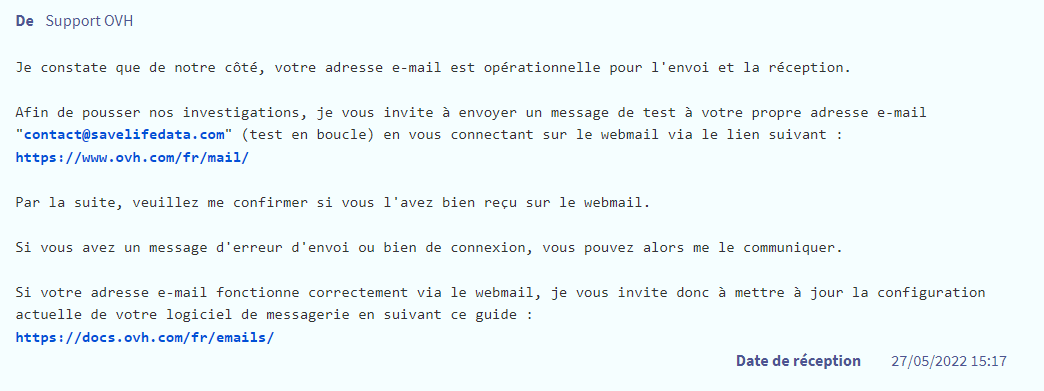 De Support OVH
Je constate que de notre côté, votre adresse e-mail est opérationnelle pour l'envoi et la réception.
Afin de pousser nos investigations, je vous invite à envoyer un message de test à votre propre adresse e-mail
"contact@savelifedata.com" (test en boucle) en vous connectant sur le webmail via le lien suivant :
https://www.ovh.com/fr/mail/
Par la suite, veuillez me confirmer si vous l'avez bien reçu sur le webmail.
Si vous avez un message d'erreur d'envoi ou bien de connexion, vous pouvez alors me le communiquer.
Si votre adresse e-mail fonctionne correctement via le webmail, je vous invite donc à mettre à jour la configuration
actuelle de votre logiciel de messagerie en suivant ce guide :
https://docs.ovh.com/fr/emails/
Date de réception 27/05/2022 15:17